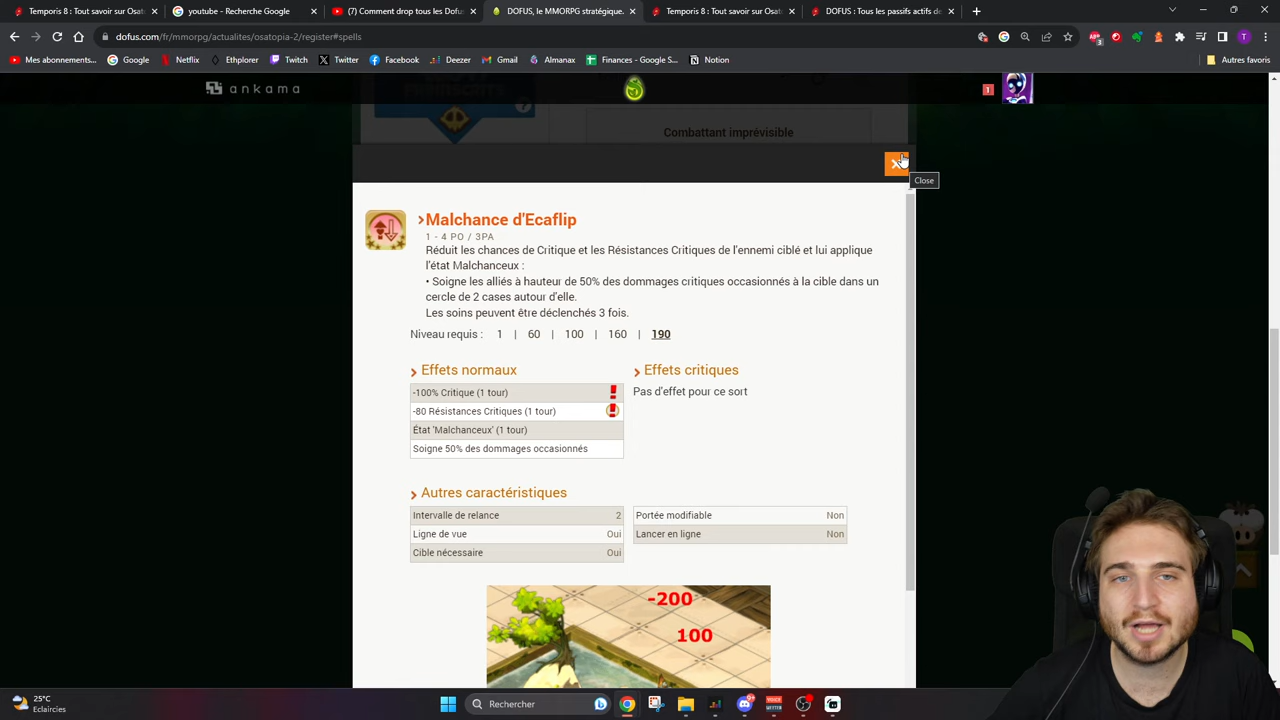 Temporis 8 : Tout savoir sur Osat
youtube - Recherche Google
(7) Comment drop tous les Dofus
DOFUS, le MMORPG stratégique.
Temporis 8 : Tout savoir sur Osat
DOFUS : Tous les passifs actifs de
dofus.com/fr/mmorpg/actualites/osatopia-2/register#spells
3
T
Mes abonnements...
Google
Netflix
Ethplorer
Twitch
Twitter
Facebook
Deezer
Gmail
Almanax
Finances - Google S...
Notion
Autres favoris
ankama
1
Combattant imprévisible
Close
Malchance d'Ecaflip
1 - 4 PO / 3PA
Réduit les chances de Critique et les Résistances Critiques de l'ennemi ciblé et lui applique
l'état Malchanceux :
• Soigne les alliés à hauteur de 50% des dommages critiques occasionnés à la cible dans un
cercle de 2 cases autour d'elle.
Les soins peuvent être déclenchés 3 fois.
Niveau requis : 1 | 60 | 100 | 160 | 190
Effets normaux
-100% Critique (1 tour)
-80 Résistances Critiques (1 tour)
État 'Malchanceux' (1 tour)
Soigne 50% des dommages occasionnés
Effets critiques
Pas d'effet pour ce sort
Autres caractéristiques
Intervalle de relance 2
Ligne de vue Oui
Cible nécessaire Oui
Portée modifiable Non
Lancer en ligne Non
-200
100
25°C
Eclaircies
Rechercher